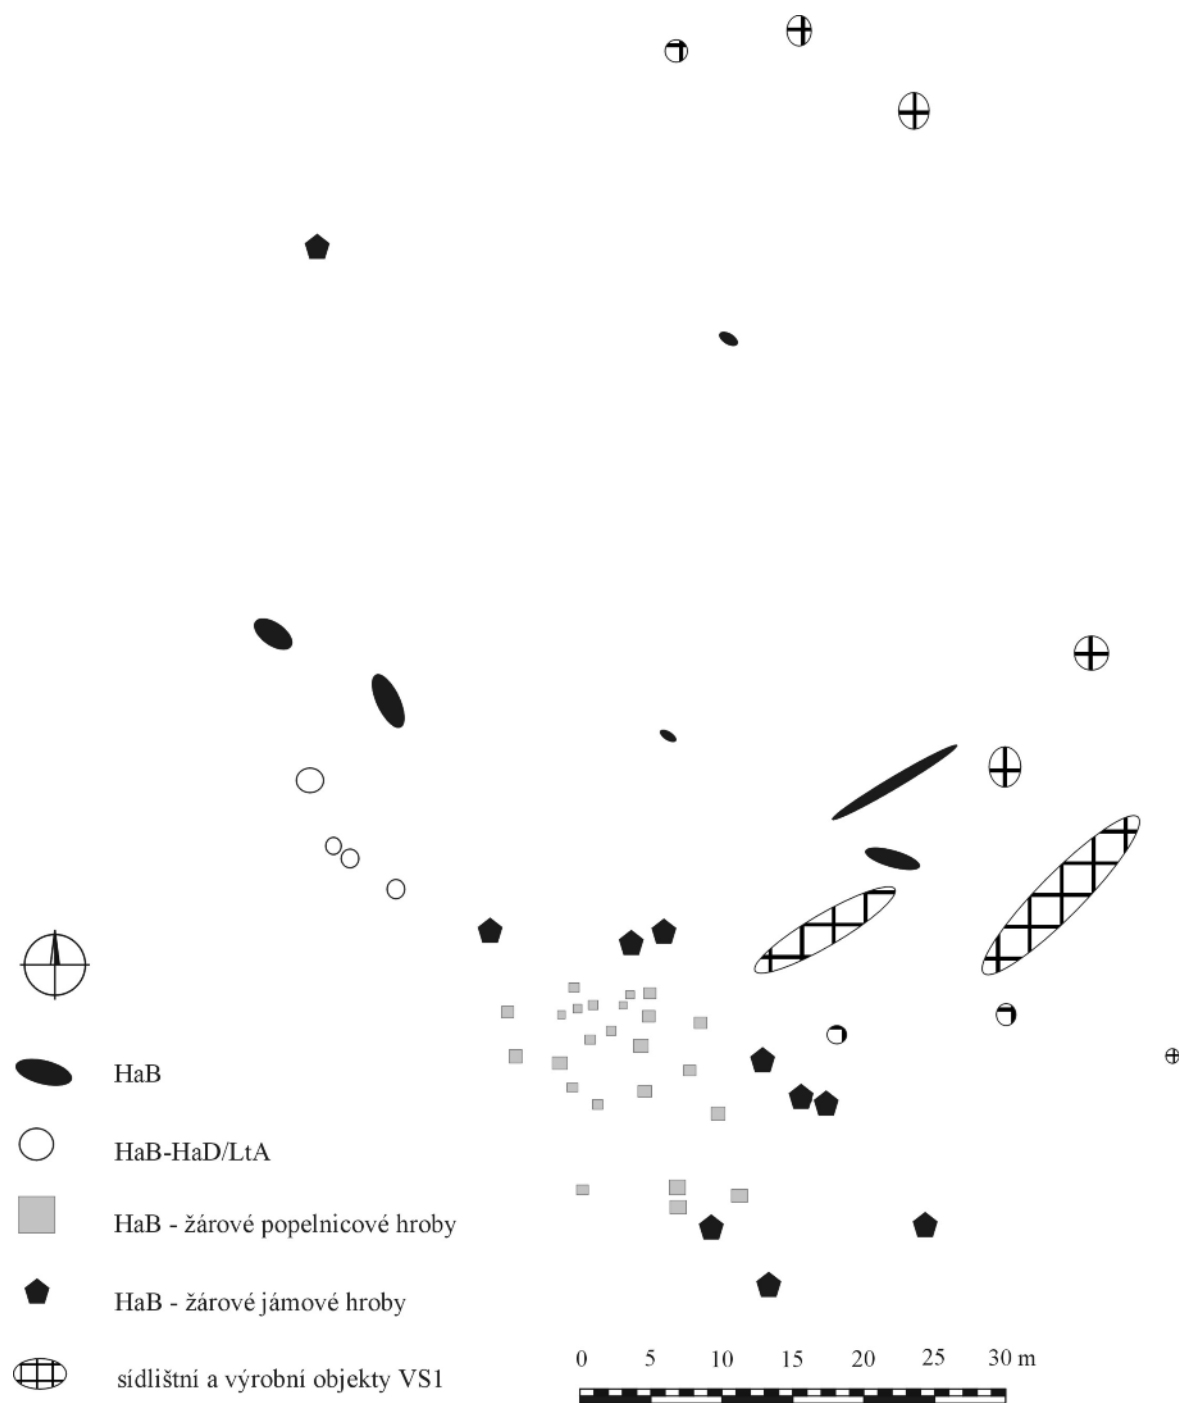 HaB
HaB-HaD/LtA
HaB - žárové popelnicové hroby
HaB - žárové jámové hroby
sídlištní a výrobní objekty VS1
0 5 10 15 20 25 30 m